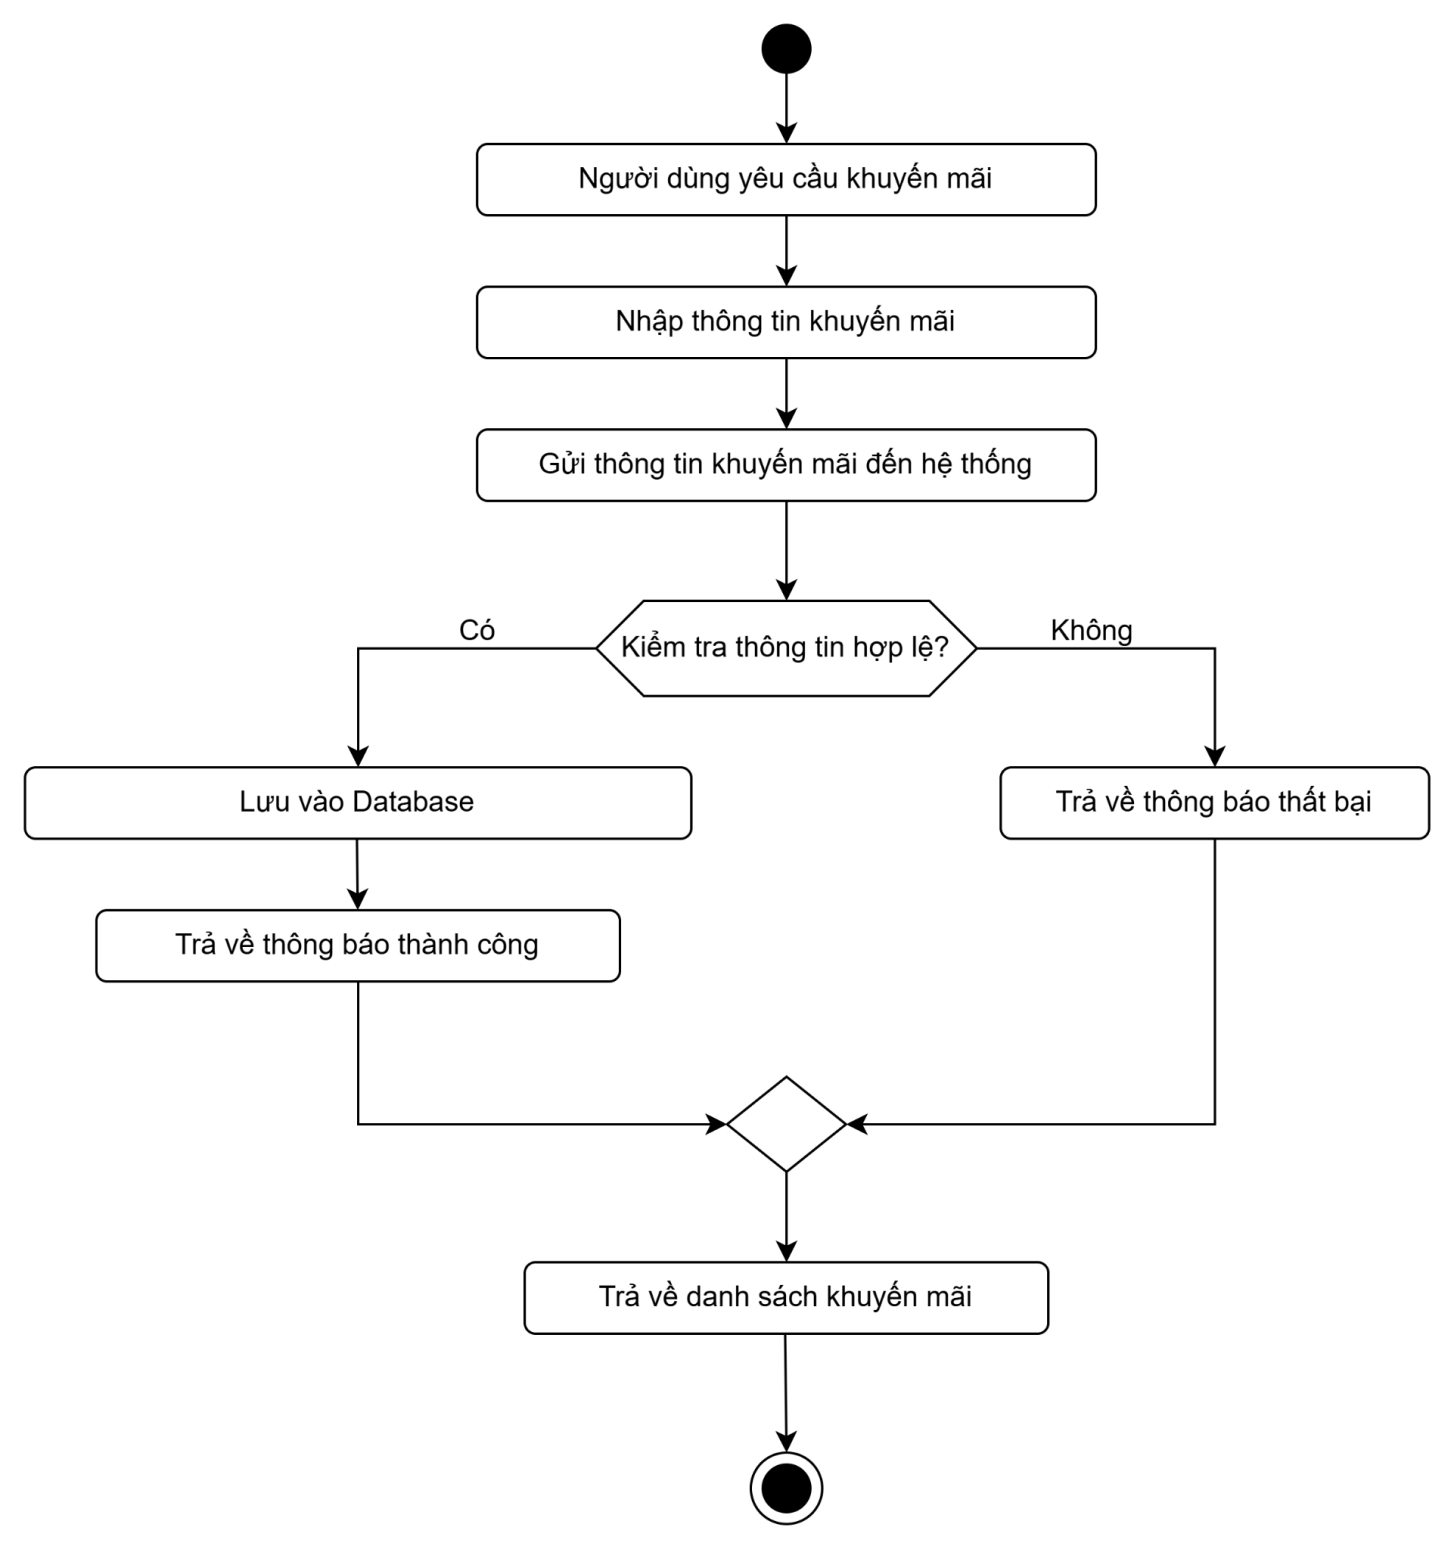 Người dùng yêu cầu khuyến mãi
Nhập thông tin khuyến mãi
Gửi thông tin khuyến mãi đến hệ thống
Có
Kiểm tra thông tin hợp lệ?
Không
Lưu vào Database
Trả về thông báo thất bại
Trả về thông báo thành công
Trả về danh sách khuyến mãi